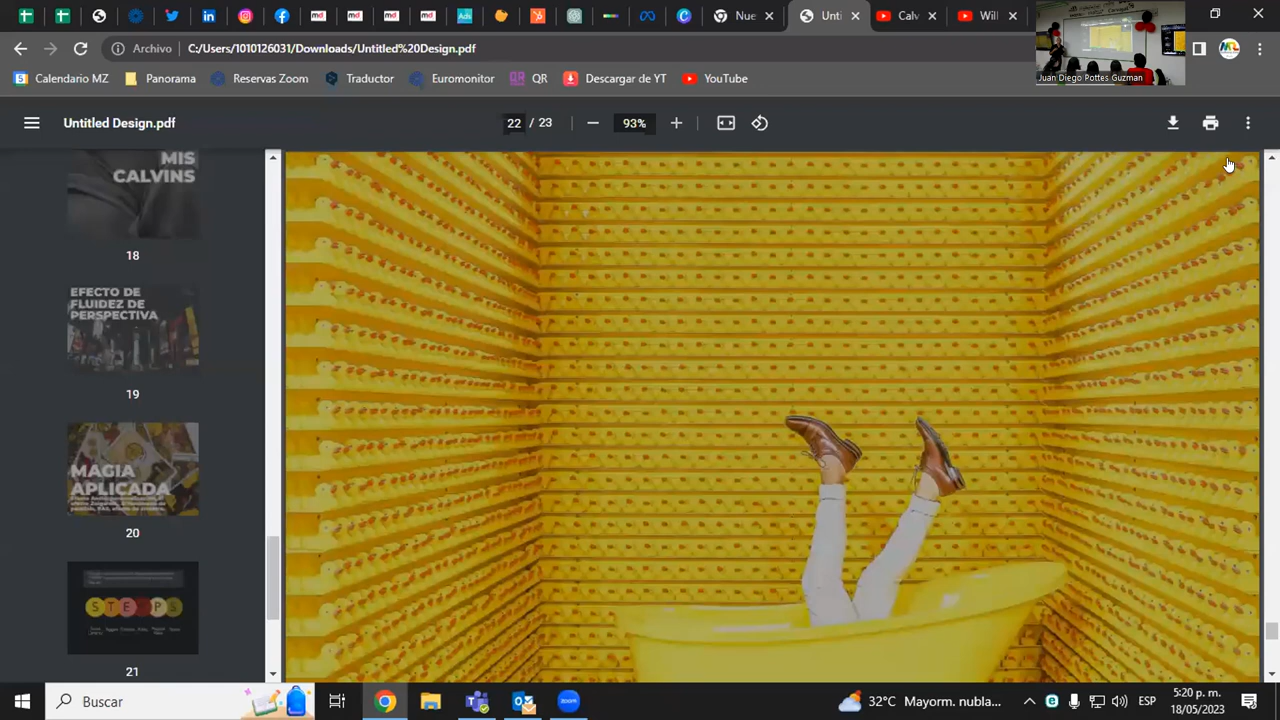 Nue
Unti
Calv
Will
Archivo
C:/Users/1010126031/Downloads/Untitled%20Design.pdf
Calendario MZ
Panorama
Reservas Zoom
Traductor
Euromonitor
QR
Descargar de YT
YouTube
Juan Diego Pottes Guzman
Untitled Design.pdf
22 / 23
93%
MIS
CALVINS
18
EFECTO DE
FLUIDEZ DE
PERSPECTIVA
19
MAGIA
APLICADA
20
STEPPS
21
Buscar
32°C Mayorm. nubla...
ESP
5:20 p. m.
18/05/2023